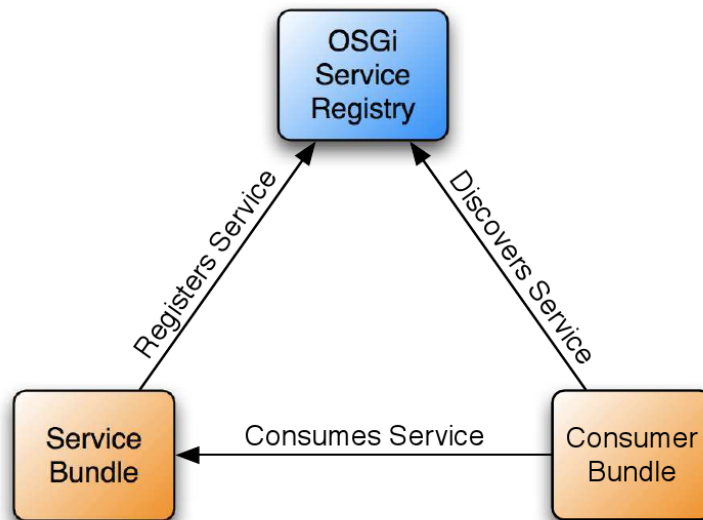 OSGi
Service
Registry
Registers Service
Discovers Service
Consumes Service
Service
Bundle
Consumer
Bundle